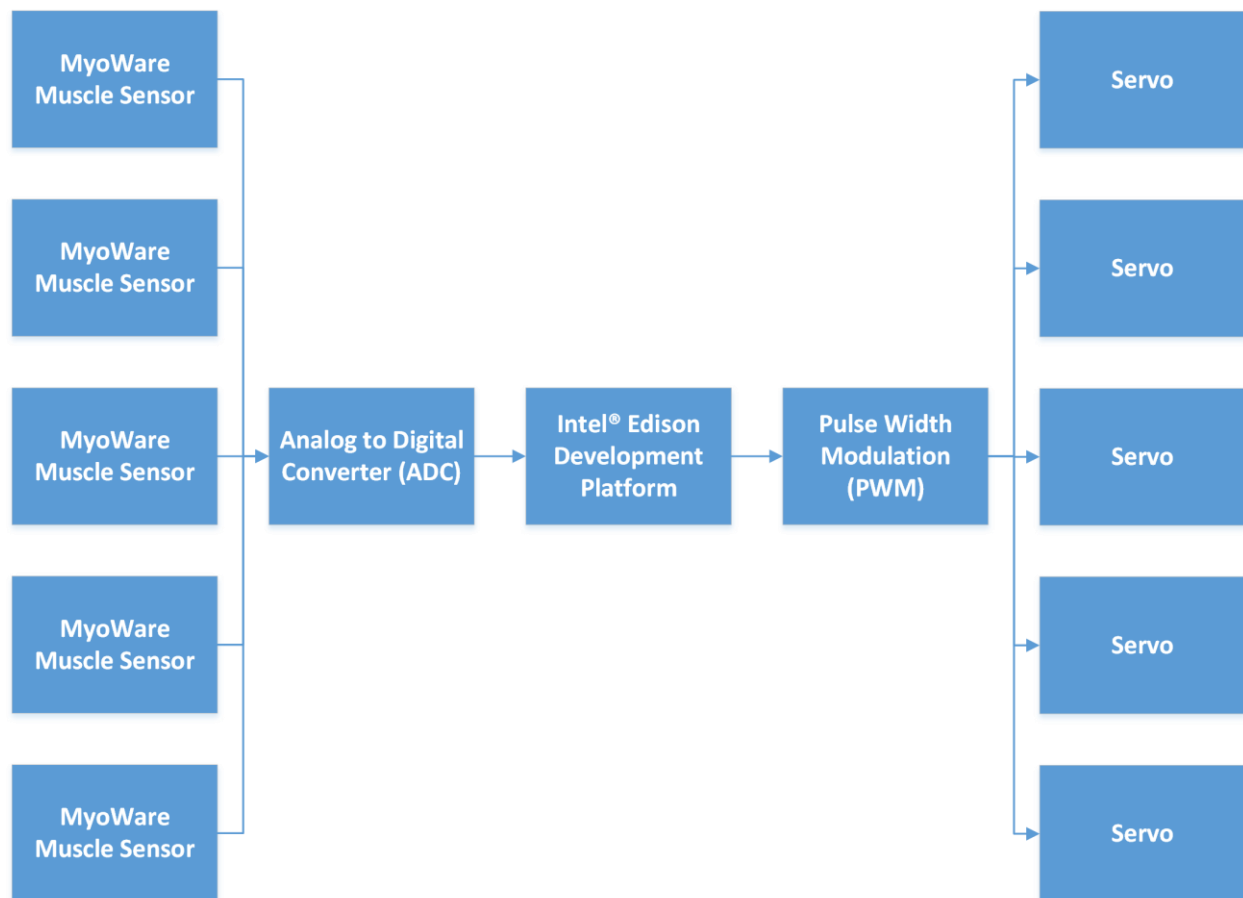 MyoWare
Muscle Sensor
MyoWare
Muscle Sensor
MyoWare
Muscle Sensor
MyoWare
Muscle Sensor
MyoWare
Muscle Sensor
Analog to Digital
Converter (ADC)
Intel® Edison
Development
Platform
Pulse Width
Modulation
(PWM)
Servo
Servo
Servo
Servo
Servo